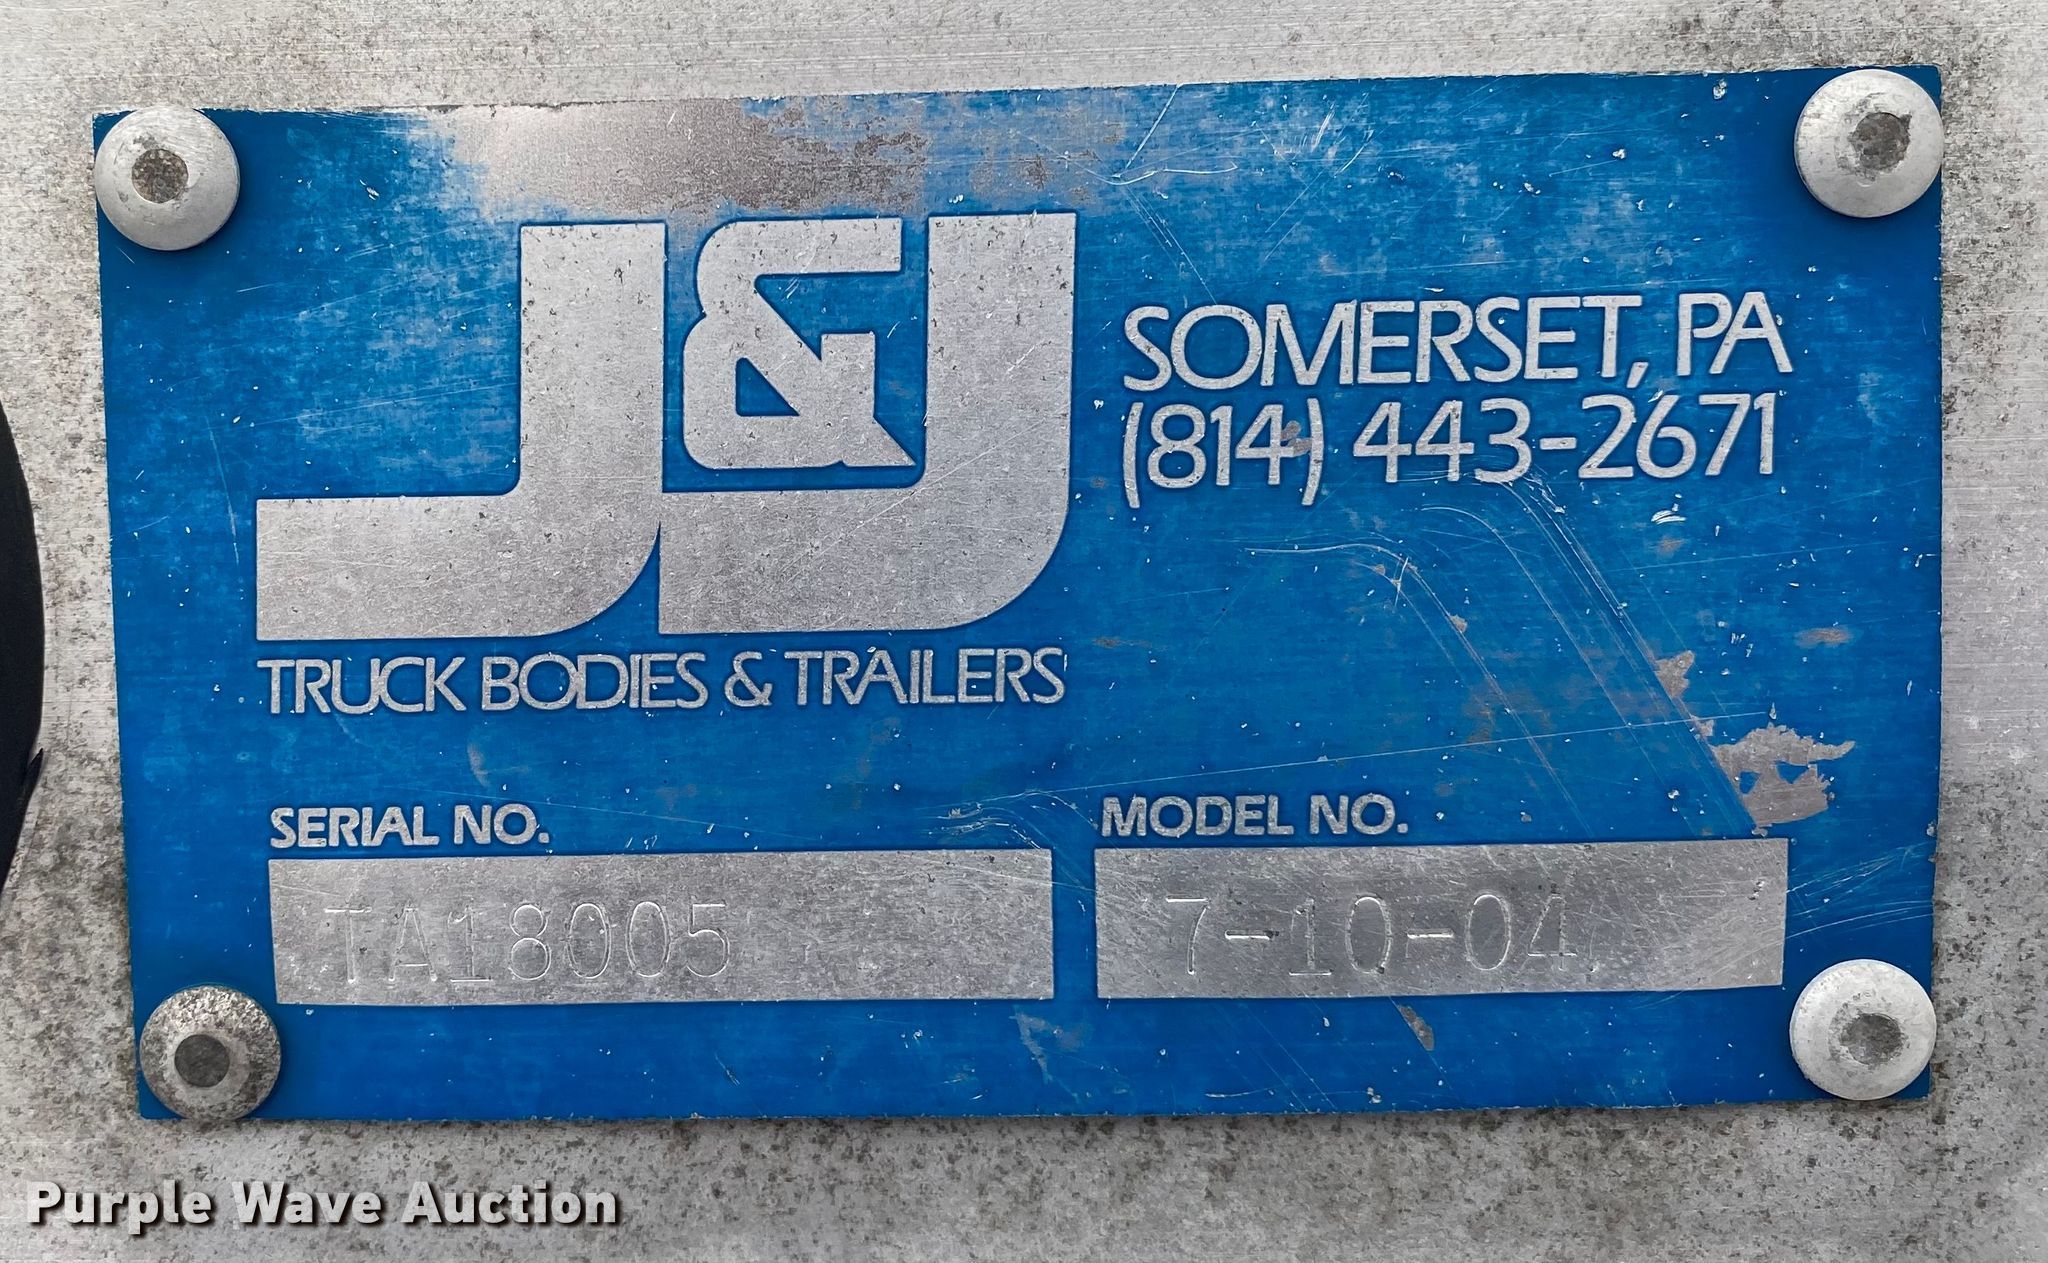 J&J
SOMERSET, PA
(814) 443-2671
TRUCK BODIES & TRAILERS
SERIAL NO.
MODEL NO.
TA18005
7-10-04
Purple Wave Auction